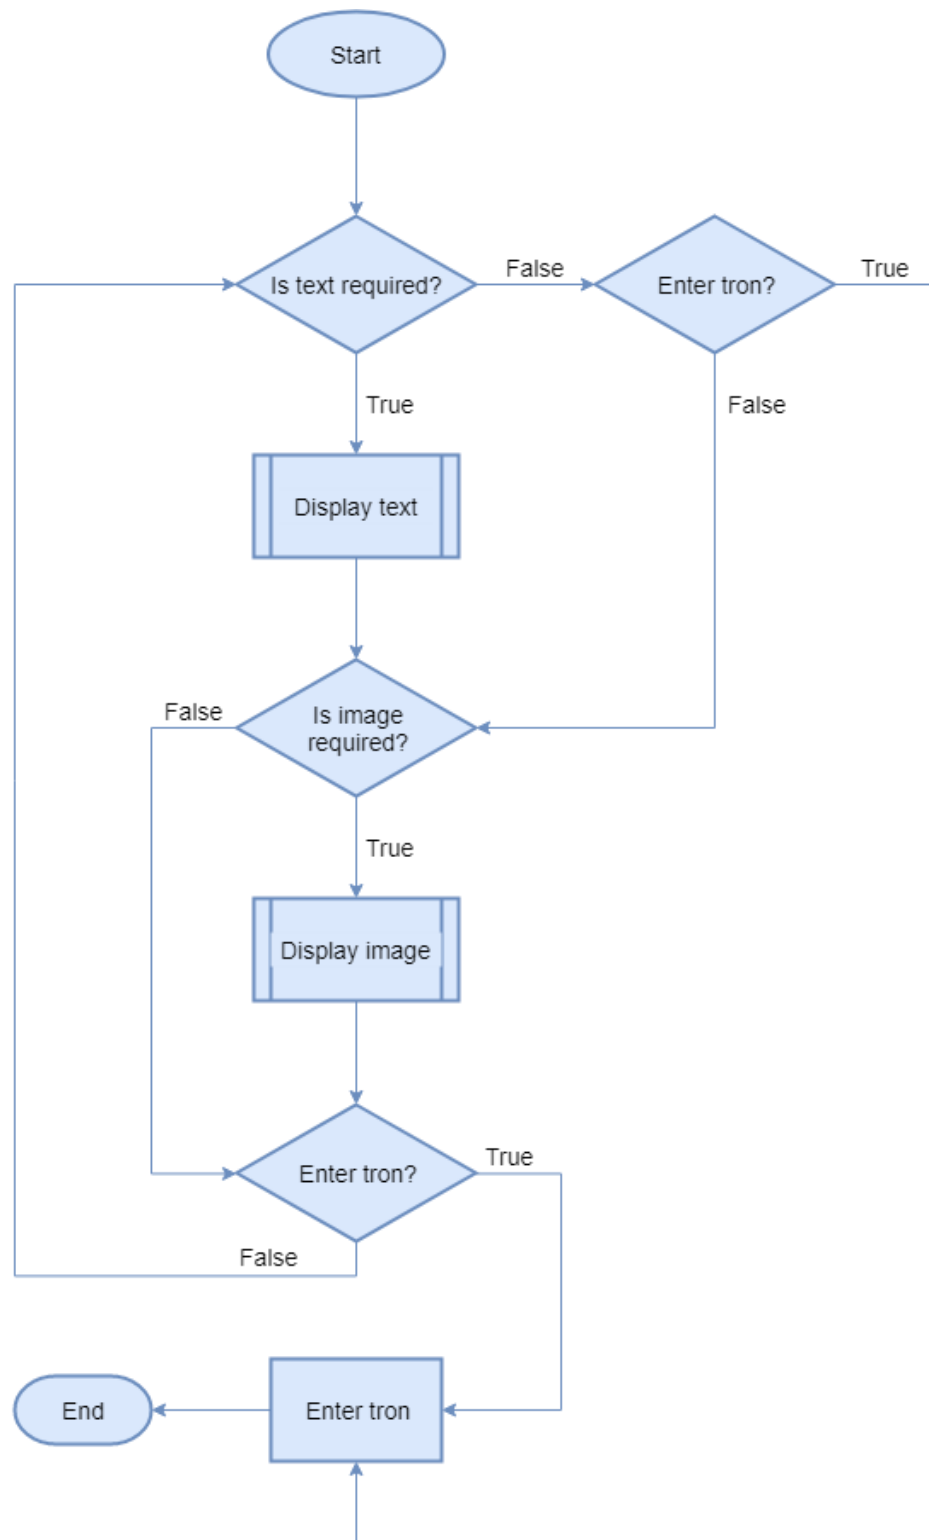 Start
Is text required?
False
Enter tron?
True
True
False
Display text
False
Is image
required?
True
Display image
Enter tron?
True
False
End
Enter tron